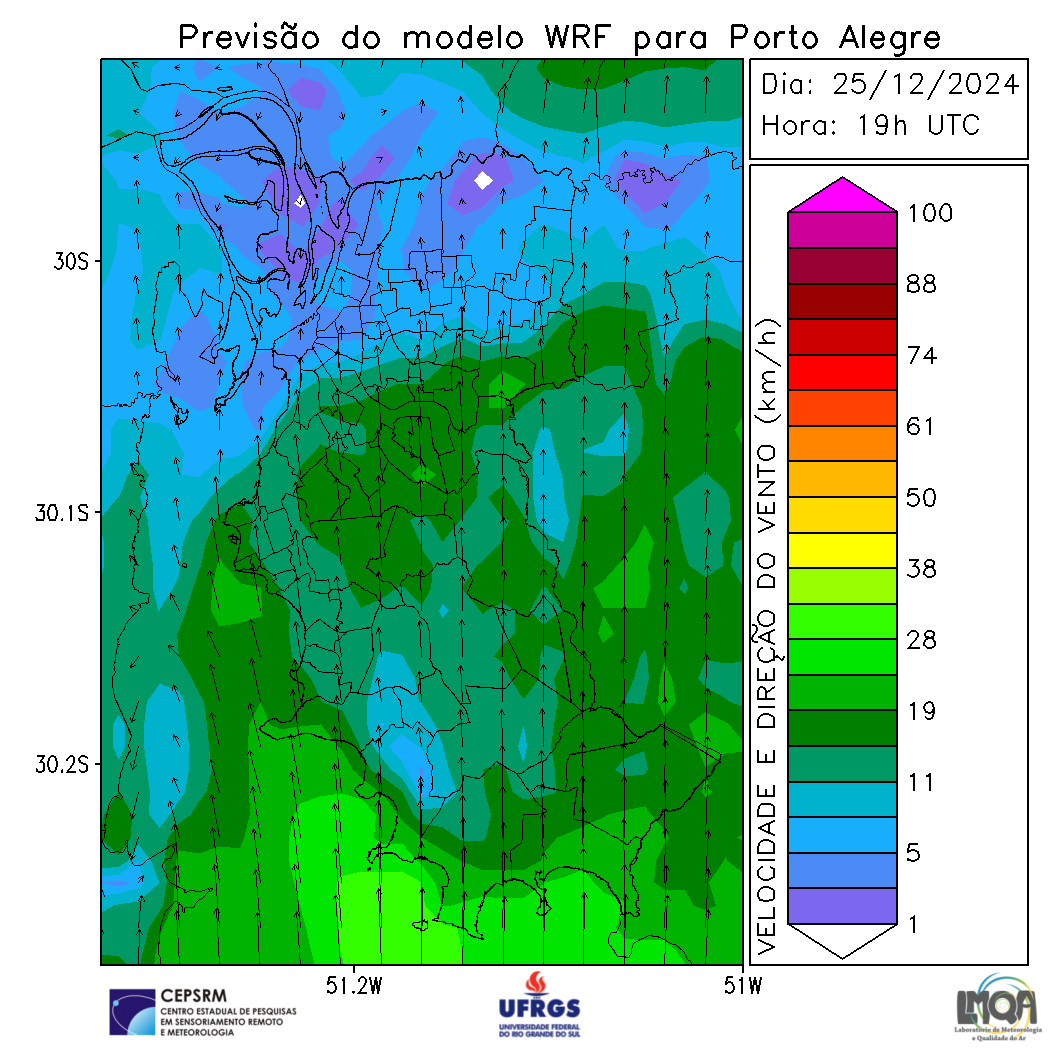 Previsão do modelo WRF para Porto Alegre
Dia: 25/12/2024
Hora: 19h UTC
30S
30.1S
30.2S
51.2W
51W
VELOCIDADE E DIREÇÃO DO VENTO (km/h)
100
88
74
61
50
38
28
19
11
5
1
CEPSRM
CENTRO ESTADUAL DE PESQUISAS
EM SENSORIAMENTO REMOTO
E METEOROLOGIA
UFRGS
UNIVERSIDADE FEDERAL
DO RIO GRANDE DO SUL
LMQA
Laboratório de Meteorologia
e Qualidade do Ar